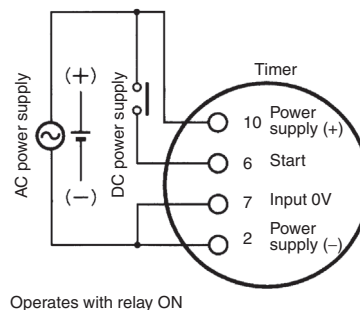 Timer
AC power supply
(+)
(−)
DC power supply
10 Power
supply (+)
6 Start
7 Input 0V
2 Power
supply (−)
Operates with relay ON